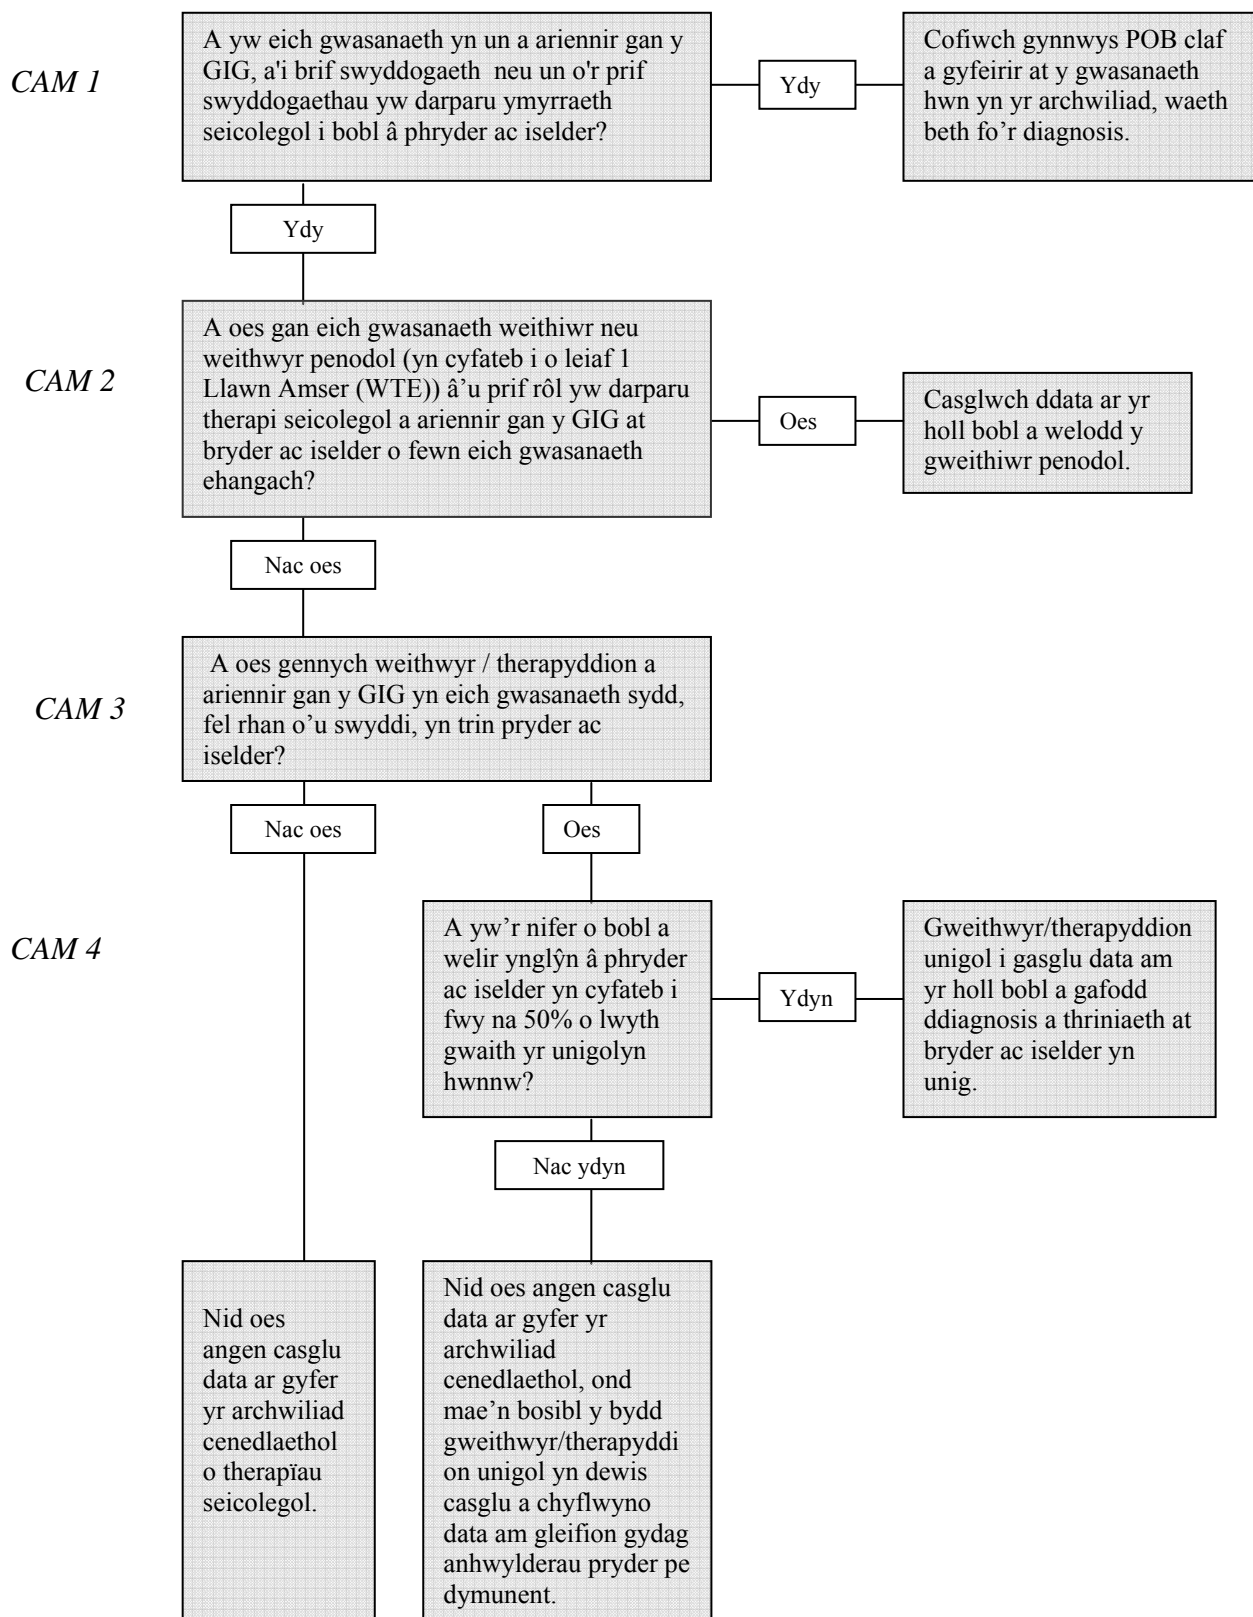 CAM 1
A yw eich gwasanaeth yn un a ariennir gan y
GIG, a'i brif swyddogaeth neu un o'r prif
swyddogaethau yw darparu ymyrraeth
seicolegol i bobl â phryder ac iselder?
Ydy
Cofiwch gynnwys POB claf
a gyfeirir at y gwasanaeth
hwn yn yr archwiliad, waeth
beth fo'r diagnosis.
Ydy
CAM 2
A oes gan eich gwasanaeth weithiwr neu
weithwyr penodol (yn cyfateb i o leiaf 1
Llawn Amser (WTE)) â'u prif rôl yw darparu
therapi seicolegol a ariennir gan y GIG at
bryder ac iselder o fewn eich gwasanaeth
ehangach?
Oes
Casglwch ddata ar yr
holl bobl a welodd y
gweithiwr penodol.
Nac oes
CAM 3
A oes gennych weithwyr / therapyddion a
ariennir gan y GIG yn eich gwasanaeth sydd,
fel rhan o'u swyddi, yn trin pryder ac
iselder?
Nac oes
Oes
CAM 4
A yw'r nifer o bobl a
welir ynglŷn â phryder
ac iselder yn cyfateb i
fwy na 50% o lwyth
gwaith yr unigolyn
hwnnw?
Ydyn
Gweithwyr/therapyddion
unigol i gasglu data am
yr holl bobl a gafodd
ddiagnosis a thriniaeth at
bryder ac iselder yn
unig.
Nac ydyn
Nid oes
angen casglu
data ar gyfer
yr archwiliad
cenedlaethol
o therapïau
seicolegol.
Nid oes angen casglu
data ar gyfer yr
archwiliad
cenedlaethol, ond
mae'n bosibl y bydd
gweithwyr/therapyddi
on unigol yn dewis
casglu a chyflwyno
data am gleifion gydag
anhwylderau pryder pe
dymunent.